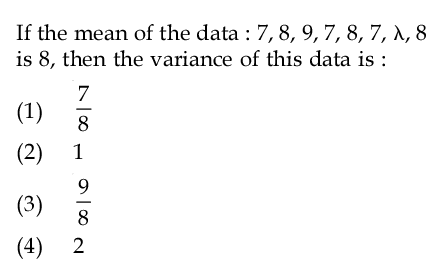 If the mean of the data : 7, 8, 9, 7, 8, 7, λ, 8
is 8, then the variance of this data is :
(1) 7/8
(2) 1
(3) 9/8
(4) 2